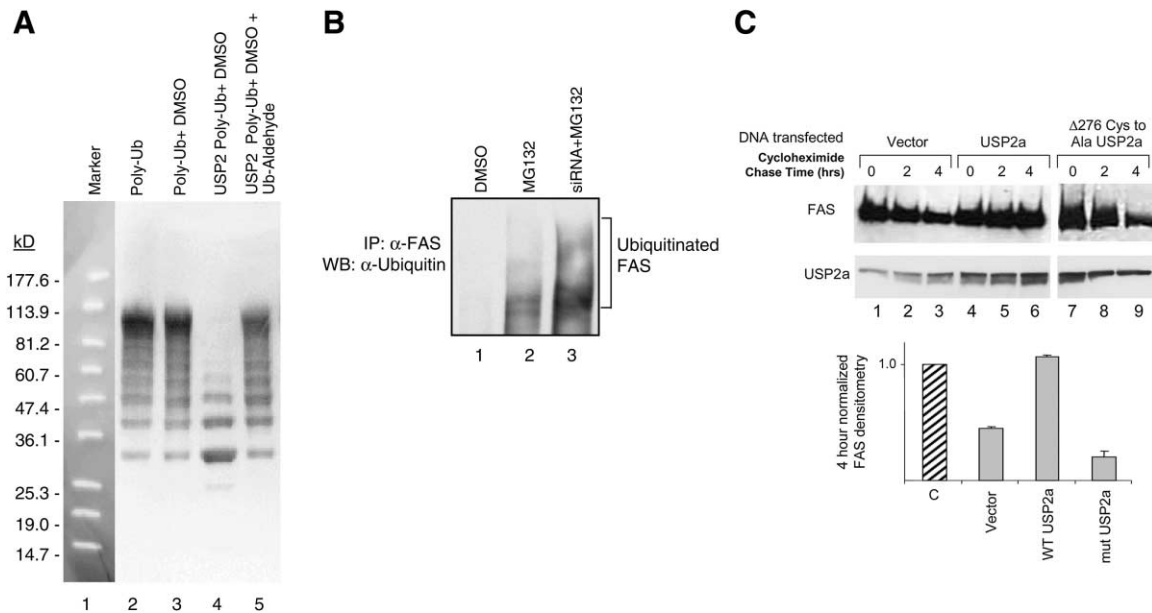 A
Marker
Poly-Ub
Poly-Ub+ DMSO
USP2 Poly-Ub+ DMSO
USP2 Poly-Ub+ DMSO +
Ub-Aldehyde
kD
177.6 -
113.9 -
81.2 -
60.7 -
47.4 -
36.1 -
25.3 -
19.0 -
14.7 -
1 2 3 4 5
B
DMSO
MG132
siRNA+MG132
IP: α-FAS
WB: α-Ubiquitin
Ubiquitinated
FAS
1 2 3
C
DNA transfected
Vector
USP2a
Δ276 Cys to
Ala USP2a
Cycloheximide
Chase Time (hrs)
0 2 4 0 2 4 0 2 4
FAS
USP2a
1 2 3 4 5 6 7 8 9
4 hour normalized
FAS densitometry
1.0
C
Vector
WT USP2a
mut USP2a